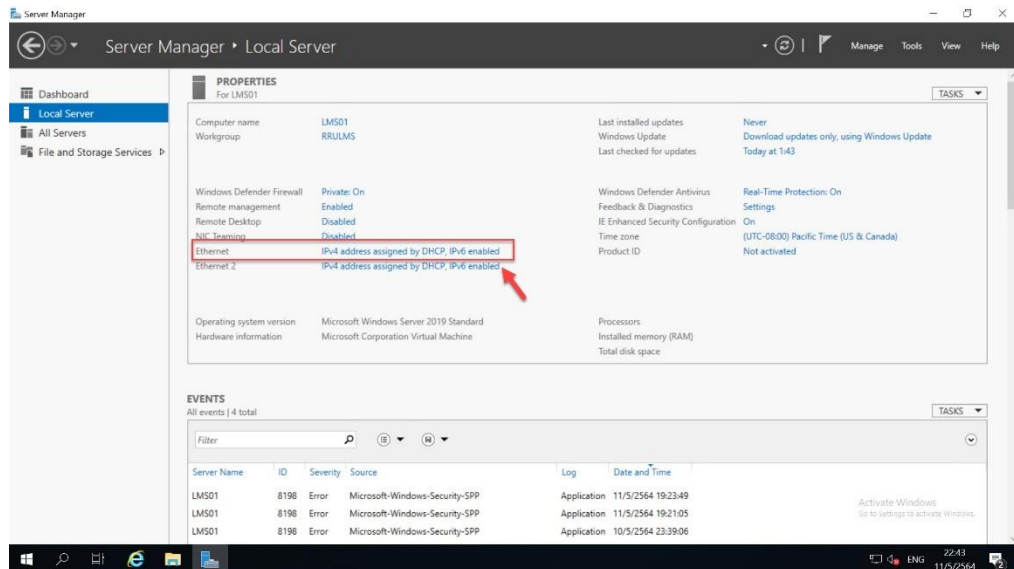 Server Manager
Server Manager • Local Server
Manage Tools View Help
Dashboard
Local Server
All Servers
File and Storage Services
PROPERTIES
For LMS01
TASKS
Computer name LMS01
Workgroup RRULMS
Last installed updates Never
Windows Update Download updates only, using Windows Update
Last checked for updates Today at 1:43
Windows Defender Firewall Private: On
Remote management Enabled
Remote Desktop Disabled
NIC Teaming Disabled
Ethernet IPv4 address assigned by DHCP, IPv6 enabled
Ethernet 2 IPv4 address assigned by DHCP, IPv6 enabled
Windows Defender Antivirus Real-Time Protection: On
Feedback & Diagnostics Settings
IE Enhanced Security Configuration On
Time zone (UTC-08:00) Pacific Time (US & Canada)
Product ID Not activated
Operating system version Microsoft Windows Server 2019 Standard
Hardware information Microsoft Corporation Virtual Machine
Processors
Installed memory (RAM)
Total disk space
EVENTS
All events | 4 total
TASKS
Filter
Server Name ID Severity Source Log Date and Time
LMS01 8198 Error Microsoft-Windows-Security-SPP Application 11/5/2564 19:23:49
LMS01 8198 Error Microsoft-Windows-Security-SPP Application 11/5/2564 19:21:05
LMS01 8198 Error Microsoft-Windows-Security-SPP Application 10/5/2564 23:39:06
Activate Windows
Go to Settings to activate Windows.
ENG
22:43
11/5/2564
2